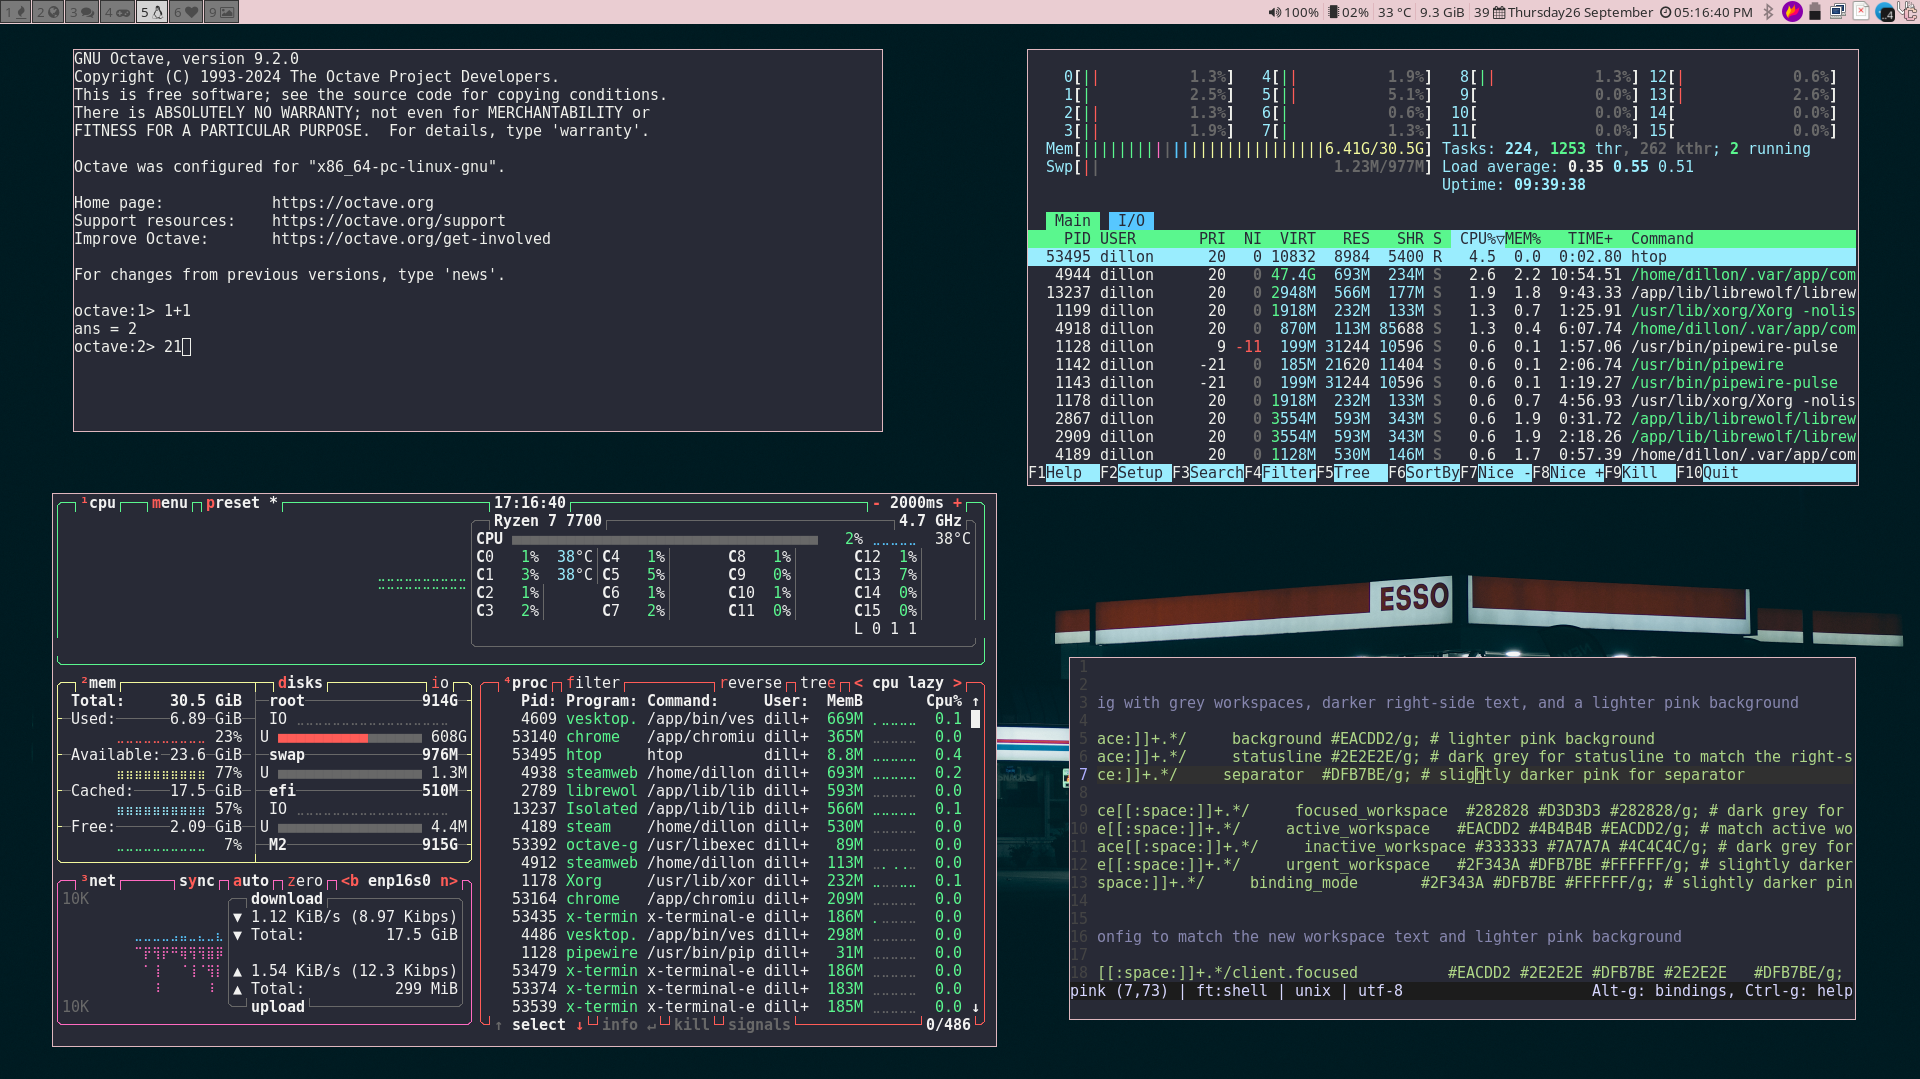 1 2 3 4 5 6 9
100% 02% 33 °C 9.3 GiB 39 Thursday26 September 05:16:40 PM
GNU Octave, version 9.2.0
Copyright (C) 1993-2024 The Octave Project Developers.
This is free software; see the source code for copying conditions.
There is ABSOLUTELY NO WARRANTY; not even for MERCHANTABILITY or
FITNESS FOR A PARTICULAR PURPOSE.  For details, type 'warranty'.
Octave was configured for "x86_64-pc-linux-gnu".
Home page:            https://octave.org
Support resources:    https://octave.org/support
Improve Octave:       https://octave.org/get-involved
For changes from previous versions, type 'news'.
octave:1> 1+1
ans = 2
octave:2> 21
0[|| 1.3%] 4[|| 1.9%] 8[|| 1.3%] 12[| 0.6%]
1[| 2.5%] 5[|| 5.1%] 9[ 0.0%] 13[| 2.6%]
2[|| 1.3%] 6[| 0.6%] 10[ 0.0%] 14[ 0.0%]
3[|| 1.9%] 7[| 1.3%] 11[ 0.0%] 15[ 0.0%]
Mem[|||||||||||||||||||||||||||6.41G/30.5G] Tasks: 224, 1253 thr, 262 kthr; 2 running
Swp[|| 1.23M/977M] Load average: 0.35 0.55 0.51
Uptime: 09:39:38
Main I/O
PID USER PRI NI VIRT RES SHR S CPU%▽MEM% TIME+ Command
53495 dillon 20 0 10832 8984 5400 R 4.5 0.0 0:02.80 htop
4944 dillon 20 0 47.4G 693M 234M S 2.6 2.2 10:54.51 /home/dillon/.var/app/com
13237 dillon 20 0 2948M 566M 177M S 1.9 1.8 9:43.33 /app/lib/librewolf/librew
1199 dillon 20 0 1918M 232M 133M S 1.3 0.7 1:25.91 /usr/lib/xorg/Xorg -nolis
4918 dillon 20 0 870M 113M 85688 S 1.3 0.4 6:07.74 /home/dillon/.var/app/com
1128 dillon 9 -11 199M 31244 10596 S 0.6 0.1 1:57.06 /usr/bin/pipewire-pulse
1142 dillon -21 0 185M 21620 11404 S 0.6 0.1 2:06.74 /usr/bin/pipewire
1143 dillon -21 0 199M 31244 10596 S 0.6 0.1 1:19.27 /usr/bin/pipewire-pulse
1178 dillon 20 0 1918M 232M 133M S 0.6 0.7 4:56.93 /usr/lib/xorg/Xorg -nolis
2867 dillon 20 0 3554M 593M 343M S 0.6 1.9 0:31.72 /app/lib/librewolf/librew
2909 dillon 20 0 3554M 593M 343M S 0.6 1.9 2:18.26 /app/lib/librewolf/librew
4189 dillon 20 0 1128M 530M 146M S 0.6 1.7 0:57.39 /home/dillon/.var/app/com
F1Help F2Setup F3SearchF4FilterF5Tree F6SortByF7Nice -F8Nice +F9Kill F10Quit
¹cpu menu preset * 17:16:40 - 2000ms +
Ryzen 7 7700 4.7 GHz
CPU 2% 38°C
C0 1% 38°C C4 1% C8 1% C12 1%
C1 3% 38°C C5 5% C9 0% C13 7%
C2 1% C6 1% C10 1% C14 0%
C3 2% C7 2% C11 0% C15 0%
L 0 1 1
²mem disks io
Total: 30.5 GiB root 914G
Used: 6.89 GiB IO
23% U 608G
Available: 23.6 GiB swap 976M
77% U 1.3M
Cached: 17.5 GiB efi 510M
57% IO
Free: 2.09 GiB U 4.4M
7% M2 915G
³net sync auto zero <b enp16s0 n>
10K download
▼ 1.12 KiB/s (8.97 Kibps)
▼ Total: 17.5 GiB
▲ 1.54 KiB/s (12.3 Kibps)
▲ Total: 299 MiB
10K upload
⁴proc filter reverse tree < cpu lazy >
Pid: Program: Command: User: MemB Cpu% ↑
4609 vesktop. /app/bin/ves dill+ 669M 0.1
53140 chrome /app/chromiu dill+ 365M 0.0
53495 htop htop dill+ 8.8M 0.4
4938 steamweb /home/dillon dill+ 693M 0.2
2789 librewol /app/lib/lib dill+ 593M 0.0
13237 Isolated /app/lib/lib dill+ 566M 0.1
4189 steam /home/dillon dill+ 530M 0.0
53392 octave-g /usr/libexec dill+ 89M 0.0
4912 steamweb /home/dillon dill+ 113M 0.0
1178 Xorg /usr/lib/xor dill+ 232M 0.1
53164 chrome /app/chromiu dill+ 209M 0.0
53435 x-termin x-terminal-e dill+ 186M 0.0
4486 vesktop. /app/bin/ves dill+ 298M 0.0
1128 pipewire /usr/bin/pip dill+ 31M 0.0
53479 x-termin x-terminal-e dill+ 186M 0.0
53374 x-termin x-terminal-e dill+ 183M 0.0
53539 x-termin x-terminal-e dill+ 185M 0.0 ↓
↑ select ↓ info ↵ kill signals 0/486
ESSO
1
2
3 ig with grey workspaces, darker right-side text, and a lighter pink background
4
5 ace:]]+.*/     background #EACDD2/g; # lighter pink background
6 ace:]]+.*/     statusline #2E2E2E/g; # dark grey for statusline to match the right-s
7 ce:]]+.*/     separator  #DFB7BE/g; # slightly darker pink for separator
8
9 ce[[:space:]]+.*/      focused_workspace  #282828 #D3D3D3 #282828/g; # dark grey for
10 e[[:space:]]+.*/     active_workspace   #EACDD2 #4B4B4B #EACDD2/g; # match active wo
11 ace[[:space:]]+.*/     inactive_workspace #333333 #7A7A7A #4C4C4C/g; # dark grey for
12 e[[:space:]]+.*/     urgent_workspace   #2F343A #DFB7BE #FFFFFF/g; # slightly darker
13 space:]]+.*/     binding_mode       #2F343A #DFB7BE #FFFFFF/g; # slightly darker pin
14
15
16 onfig to match the new workspace text and lighter pink background
17
18 [[:space:]]+.*/client.focused          #EACDD2 #2E2E2E #DFB7BE #2E2E2E   #DFB7BE/g;
pink (7,73) | ft:shell | unix | utf-8 Alt-g: bindings, Ctrl-g: help